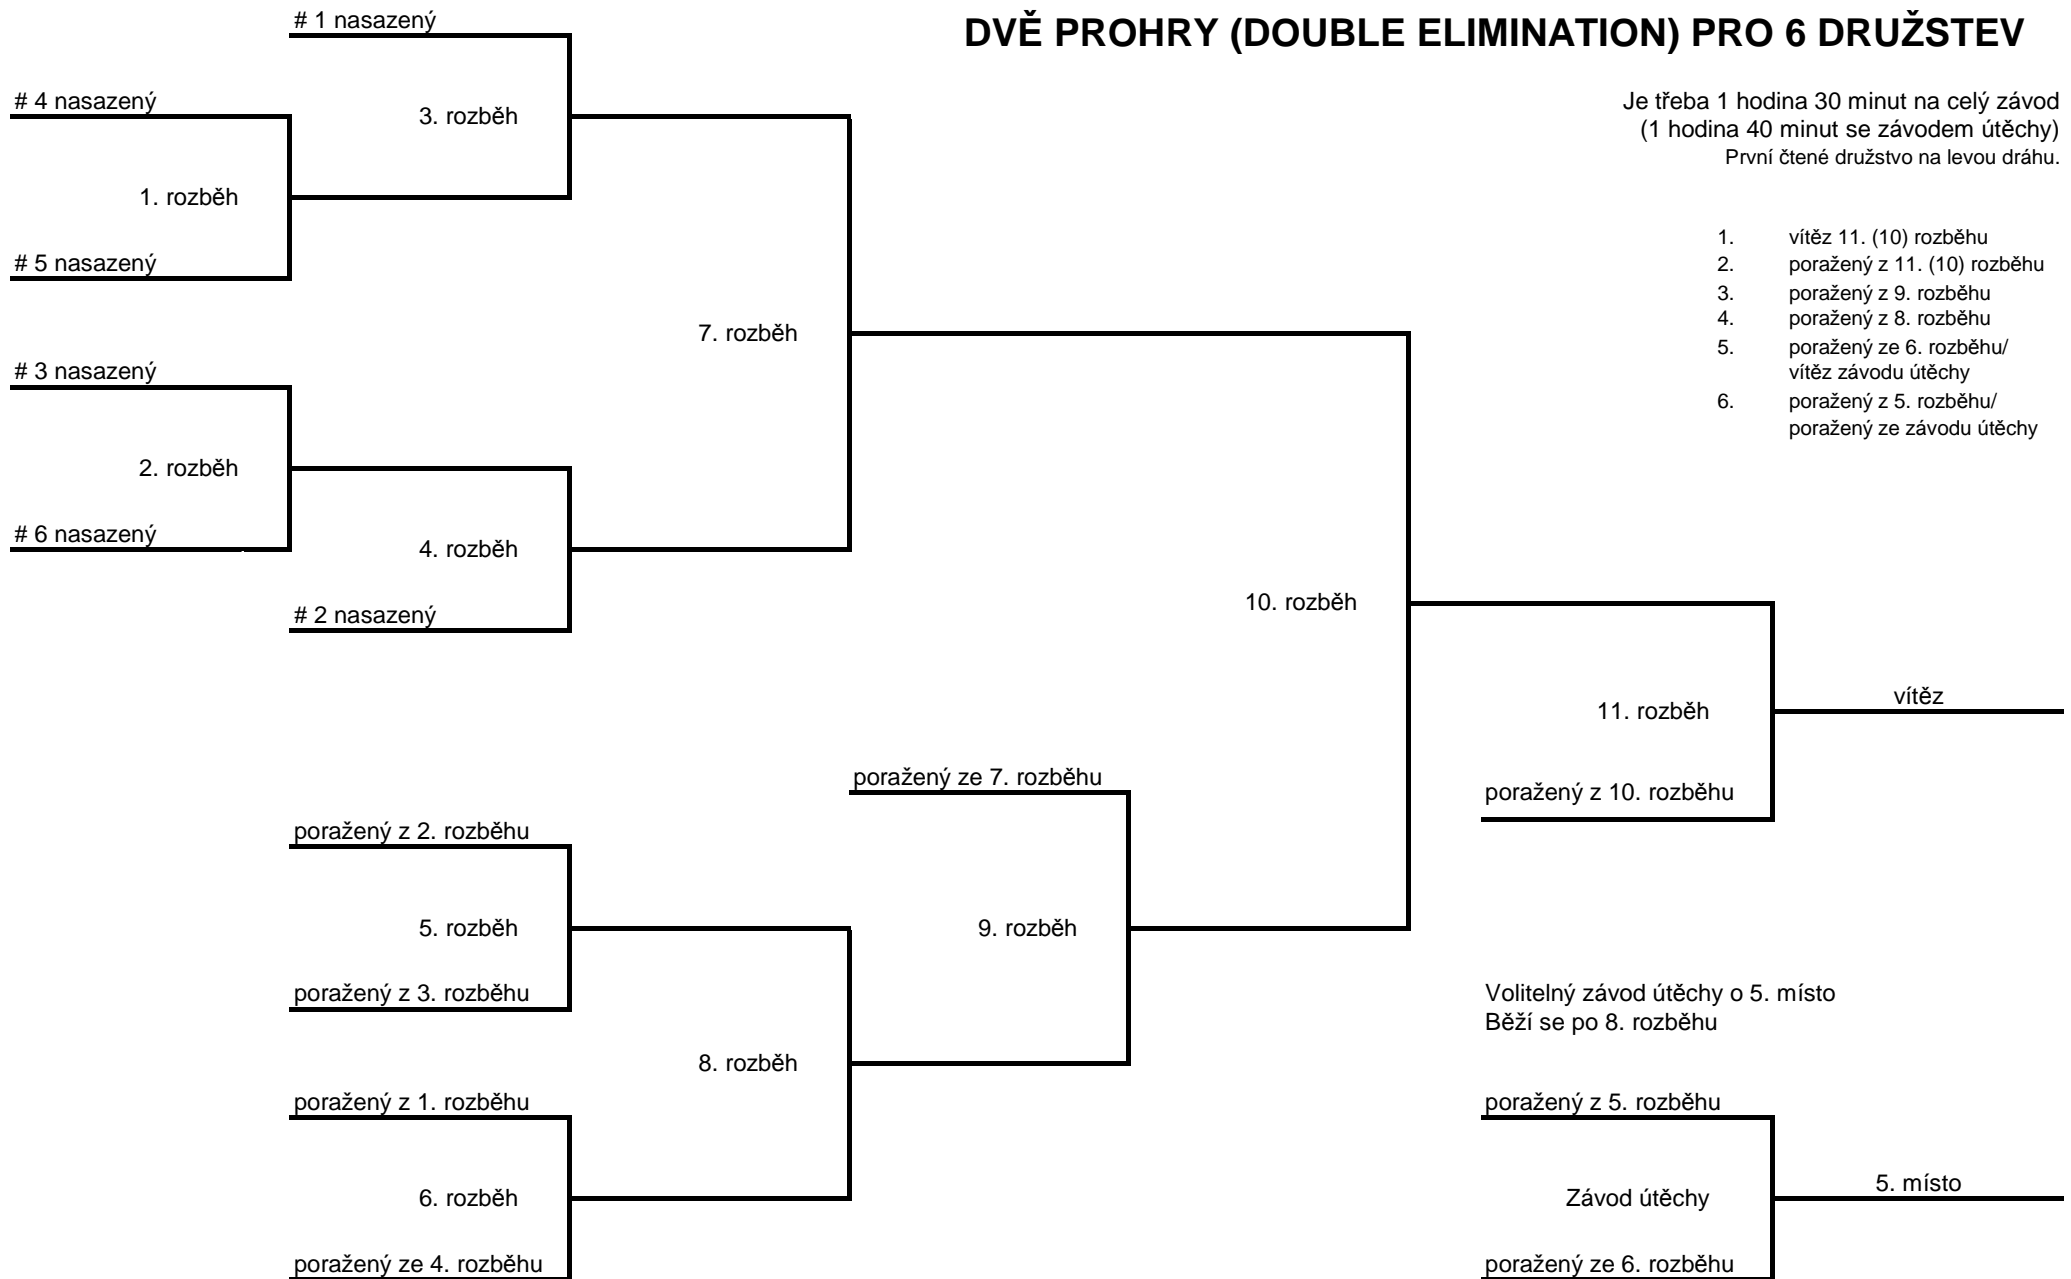 # 1 nasazený
DVĚ PROHRY (DOUBLE ELIMINATION) PRO 6 DRUŽSTEV
# 4 nasazený
3. rozběh
Je třeba 1 hodina 30 minut na celý závod
(1 hodina 40 minut se závodem útěchy)
První čtené družstvo na levou dráhu.
1. rozběh
# 5 nasazený
1. vítěz 11. (10) rozběhu
2. poražený z 11. (10) rozběhu
3. poražený z 9. rozběhu
4. poražený z 8. rozběhu
5. poražený ze 6. rozběhu/
vítěz závodu útěchy
6. poražený z 5. rozběhu/
poražený ze závodu útěchy
7. rozběh
# 3 nasazený
2. rozběh
# 6 nasazený
4. rozběh
# 2 nasazený
10. rozběh
vítěz
11. rozběh
poražený ze 7. rozběhu
poražený z 10. rozběhu
poražený z 2. rozběhu
5. rozběh
9. rozběh
poražený z 3. rozběhu
Volitelný závod útěchy o 5. místo
Běží se po 8. rozběhu
8. rozběh
poražený z 1. rozběhu
poražený z 5. rozběhu
6. rozběh
Závod útěchy
5. místo
poražený ze 4. rozběhu
poražený ze 6. rozběhu